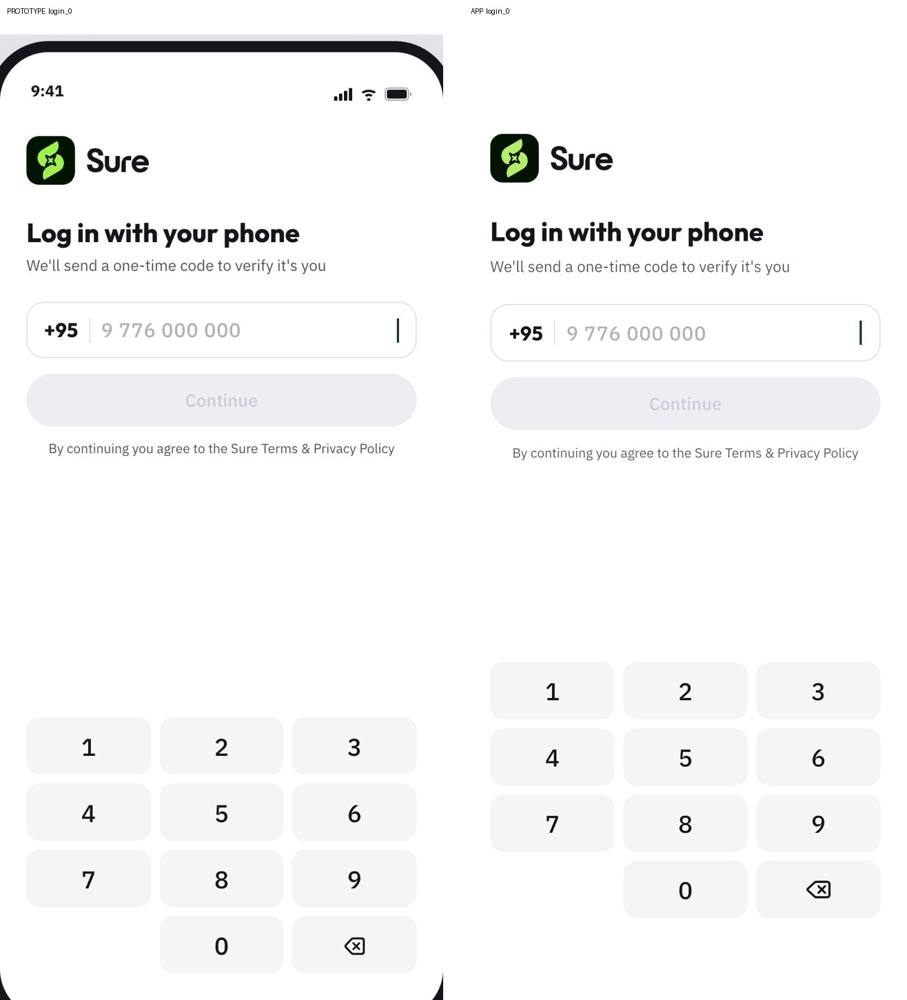 PROTOTYPE login_0
9:41
Sure
Log in with your phone
We'll send a one-time code to verify it's you
+95 9 776 000 000
Continue
By continuing you agree to the Sure Terms & Privacy Policy
1 2 3
4 5 6
7 8 9
0
APP login_0
Sure
Log in with your phone
We'll send a one-time code to verify it's you
+95 9 776 000 000
Continue
By continuing you agree to the Sure Terms & Privacy Policy
1 2 3
4 5 6
7 8 9
0